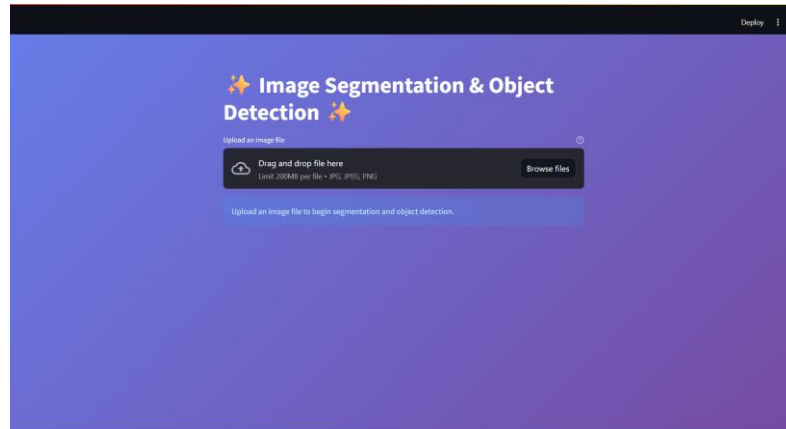 Deploy
✨ Image Segmentation & Object
Detection ✨
Upload an image file
Drag and drop file here
Limit 200MB per file • JPG, JPEG, PNG
Browse files
Upload an image file to begin segmentation and object detection.